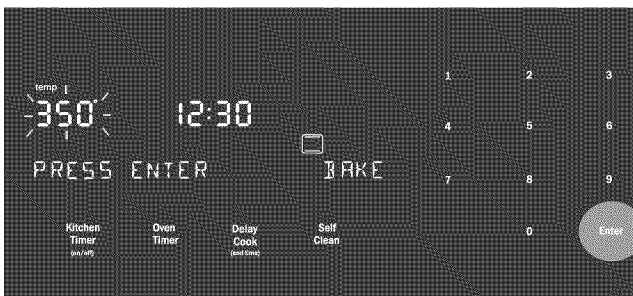 temp
350° 12:30
PRESS ENTER BAKE
Kitchen Timer (on/off)
Oven Timer
Delay Cook (end time)
Self Clean
1 2 3
4 5 6
7 8 9
0 Enter